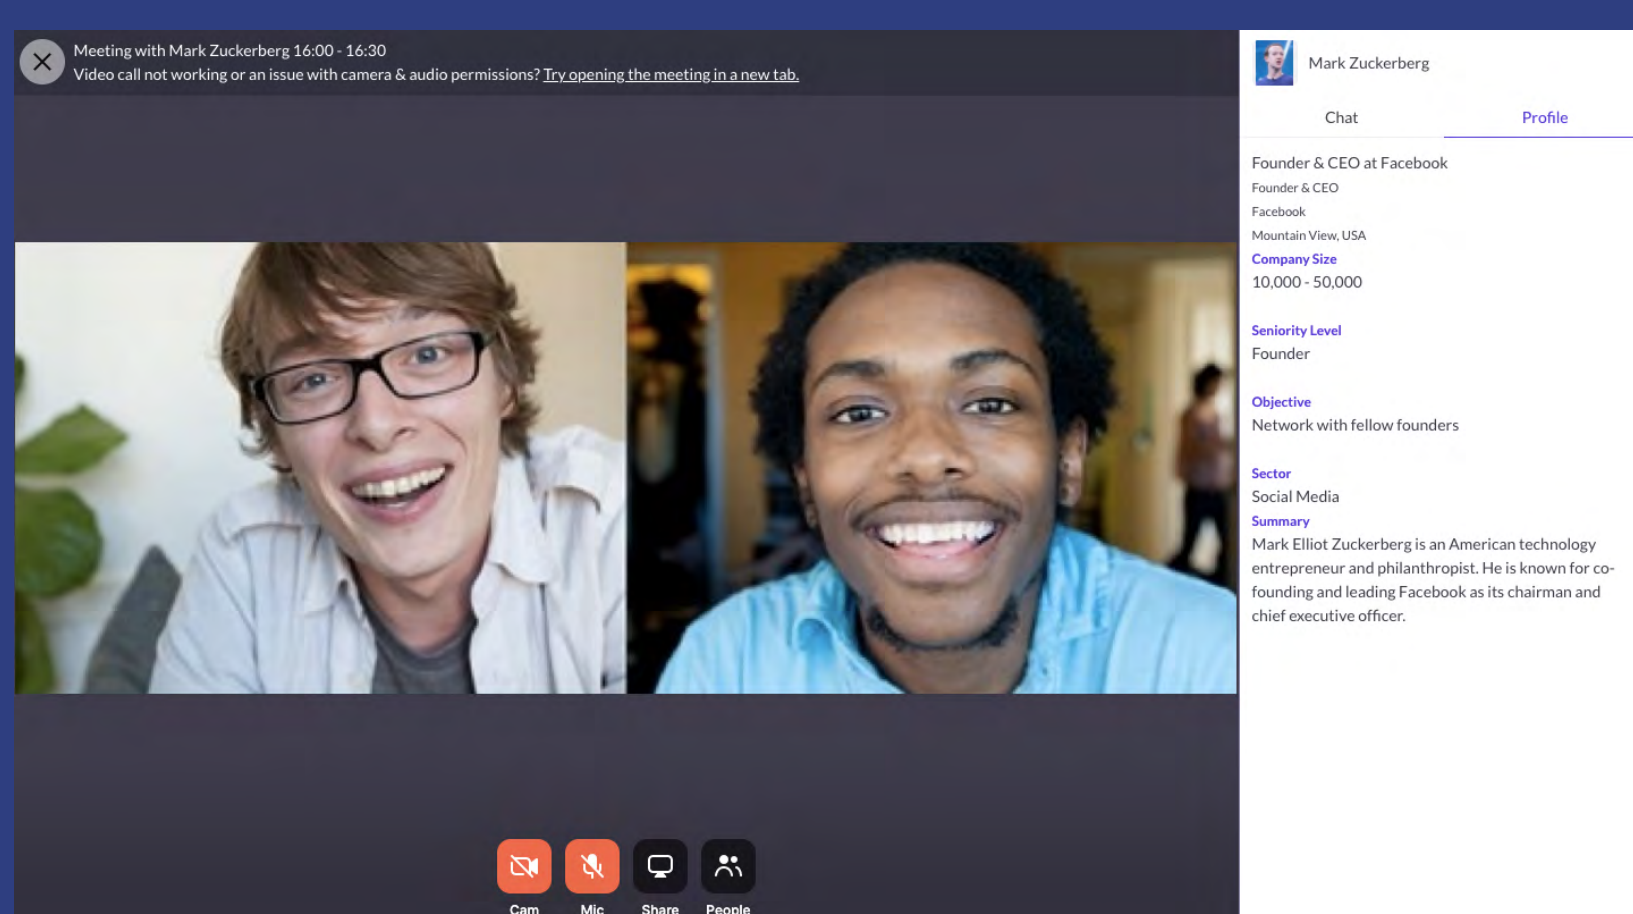 Meeting with Mark Zuckerberg 16:00 - 16:30
Video call not working or an issue with camera & audio permissions? Try opening the meeting in a new tab.
Mark Zuckerberg
Chat
Profile
Founder & CEO at Facebook
Founder & CEO
Facebook
Mountain View, USA
Company Size
10,000 - 50,000
Seniority Level
Founder
Objective
Network with fellow founders
Sector
Social Media
Summary
Mark Elliot Zuckerberg is an American technology
entrepreneur and philanthropist. He is known for co-
founding and leading Facebook as its chairman and
chief executive officer.
Cam
Mic
Share
People